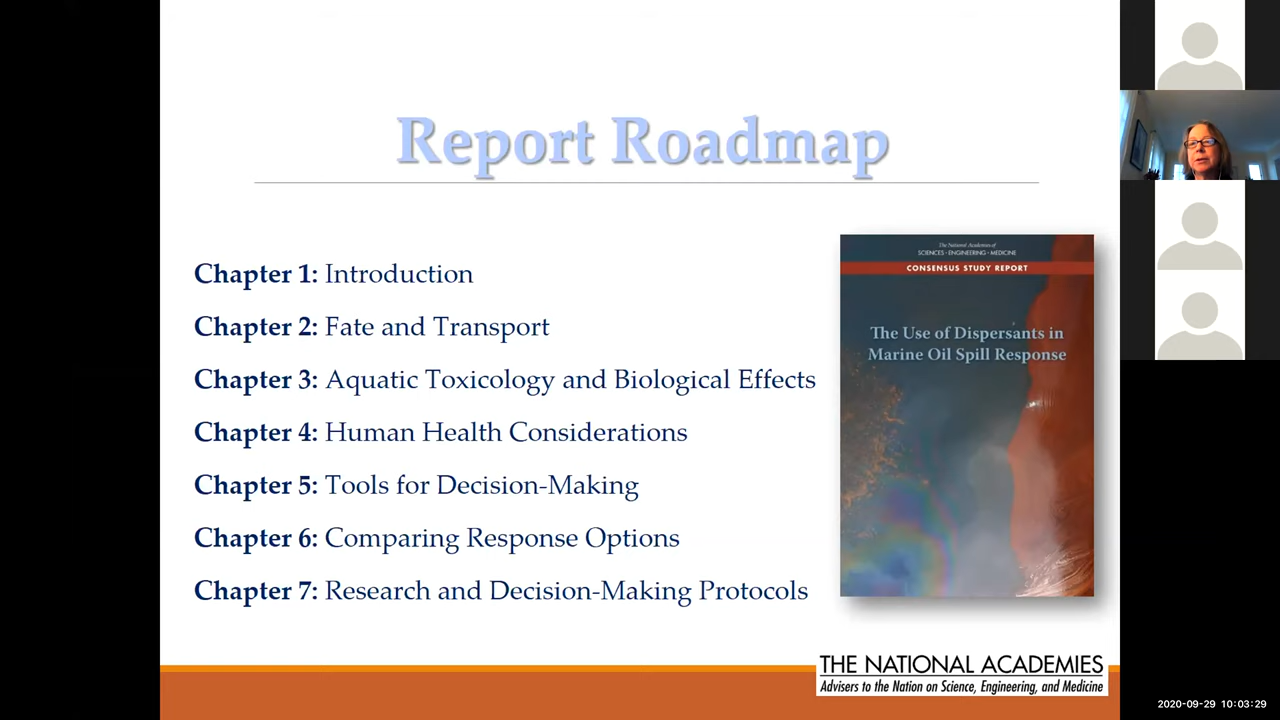 Report Roadmap
Chapter 1: Introduction
Chapter 2: Fate and Transport
Chapter 3: Aquatic Toxicology and Biological Effects
Chapter 4: Human Health Considerations
Chapter 5: Tools for Decision-Making
Chapter 6: Comparing Response Options
Chapter 7: Research and Decision-Making Protocols
The National Academies of
SCIENCES • ENGINEERING • MEDICINE
CONSENSUS STUDY REPORT
The Use of Dispersants in
Marine Oil Spill Response
THE NATIONAL ACADEMIES
Advisers to the Nation on Science, Engineering, and Medicine
2020-09-29 10:03:29